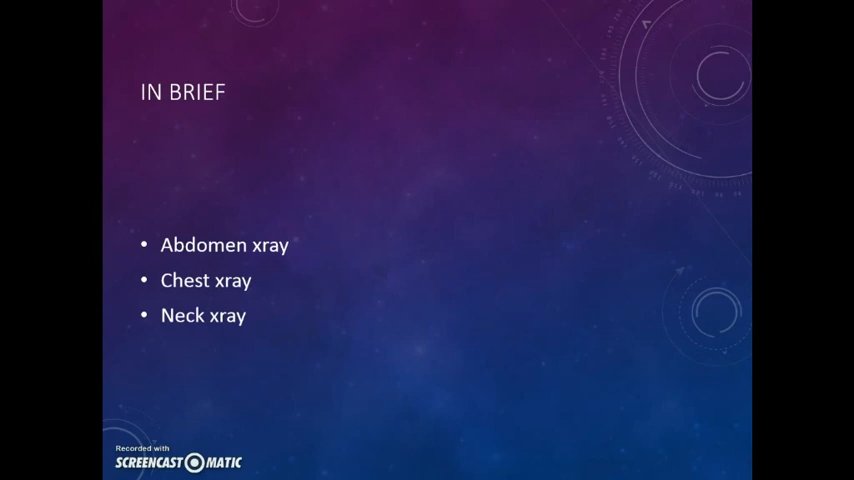 IN BRIEF
• Abdomen xray
• Chest xray
• Neck xray
Recorded with
SCREENCAST-O-MATIC